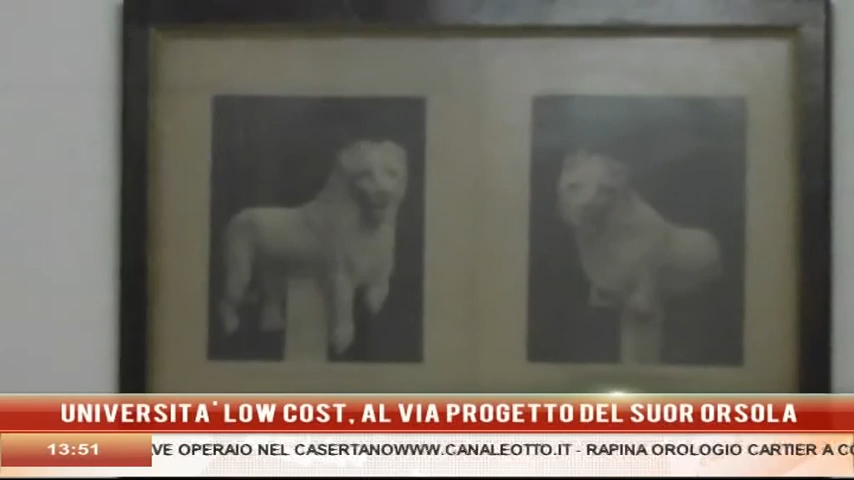 UNIVERSITA' LOW COST, AL VIA PROGETTO DEL SUOR ORSOLA
13:51
VE OPERAIO NEL CASERTANOWWW.CANALEOTTO.IT - RAPINA OROLOGIO CARTIER A